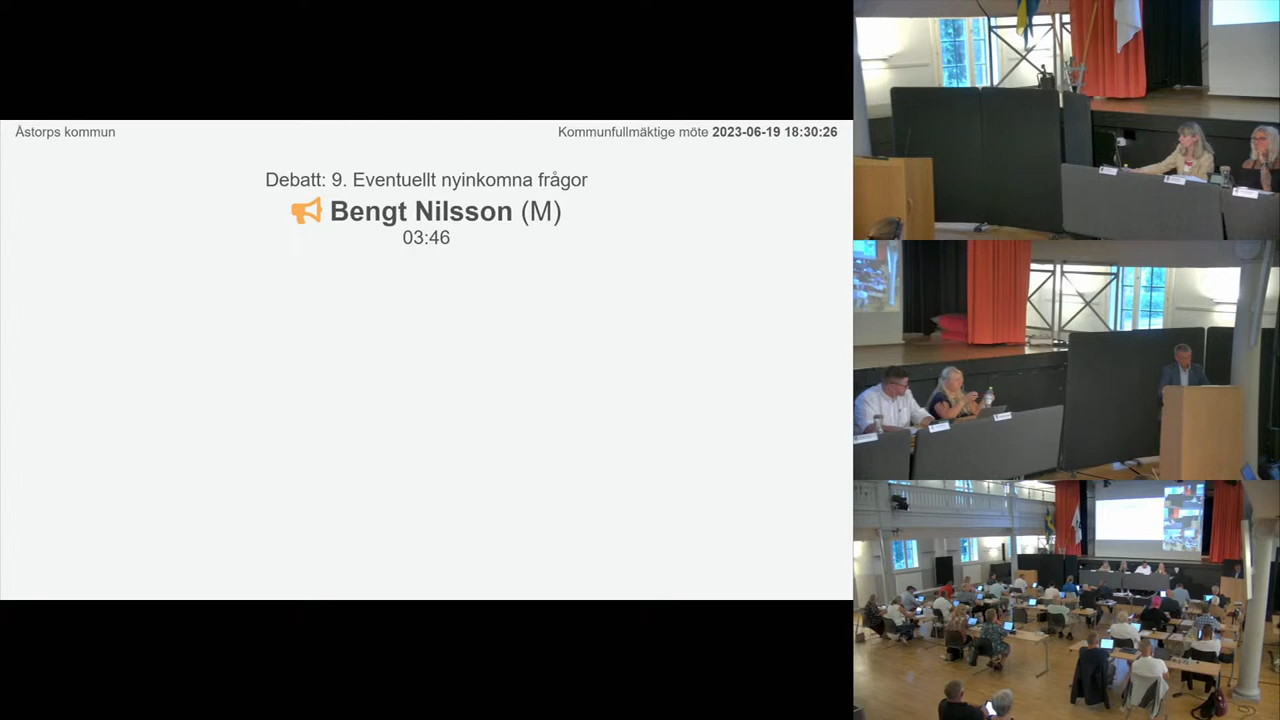 Åstorps kommun
Kommunfullmäktige möte 2023-06-19 18:30:26
Debatt: 9. Eventuellt nyinkomna frågor
Bengt Nilsson (M)
03:46